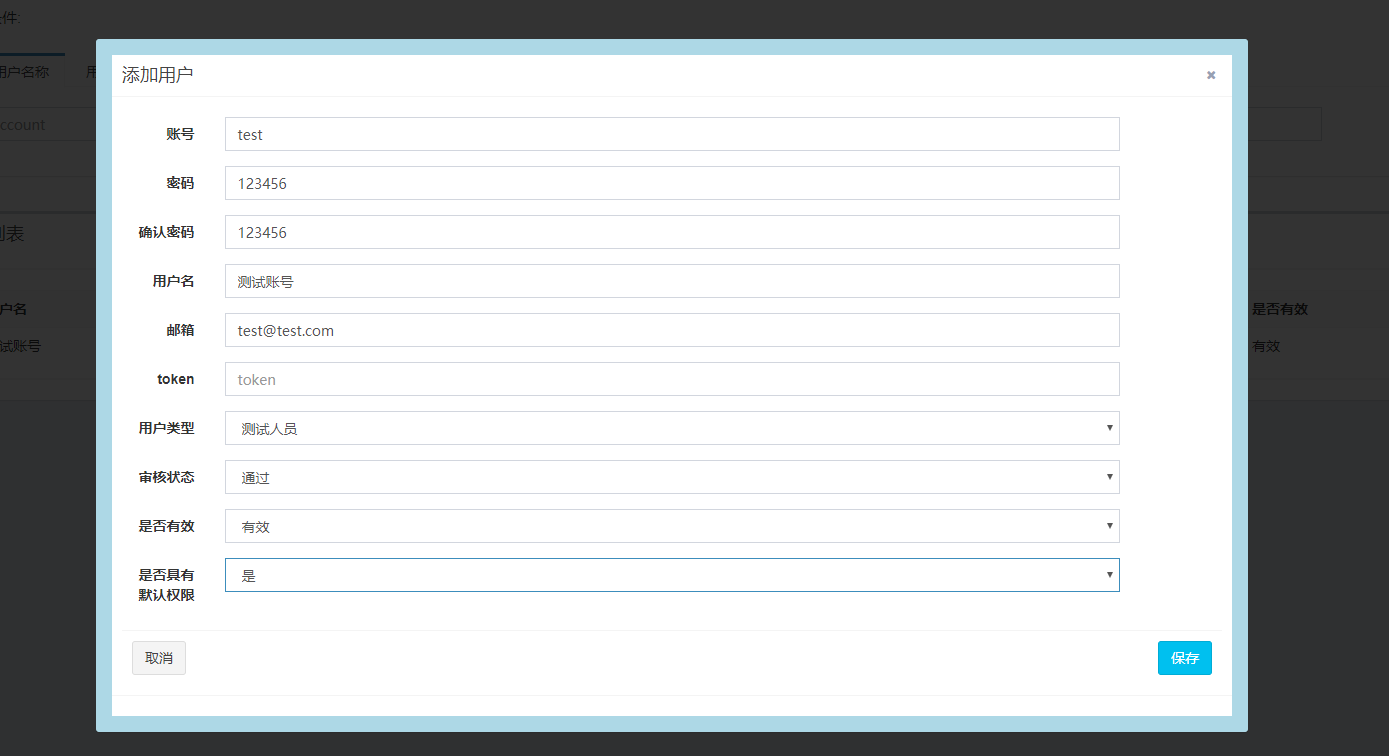 件:
用户名称
用
ccount
列表
户名
试账号
添加用户
×
账号 test
密码 123456
确认密码 123456
用户名 测试账号
邮箱 test@test.com
token token
用户类型 测试人员
审核状态 通过
是否有效 有效
是否具有
默认权限 是
取消 保存
是否有效
有效